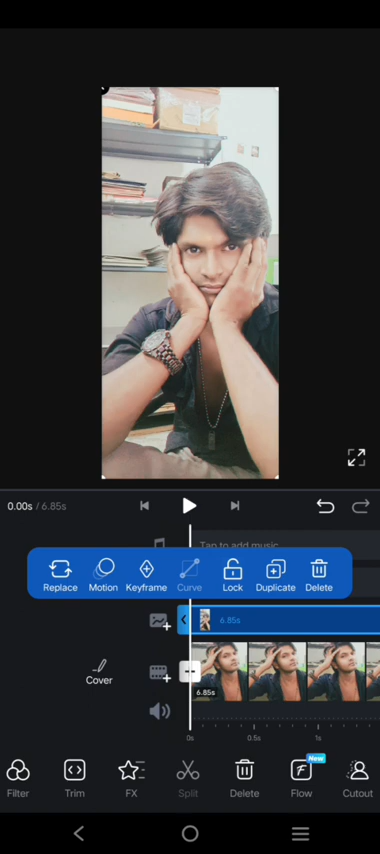 0.00s / 6.85s
Tap to add music
Replace Motion Keyframe Curve Lock Duplicate Delete
6.85s
Cover
6.85s
0s 0.5s 1s
New
Filter Trim FX Split Delete Flow Cutout